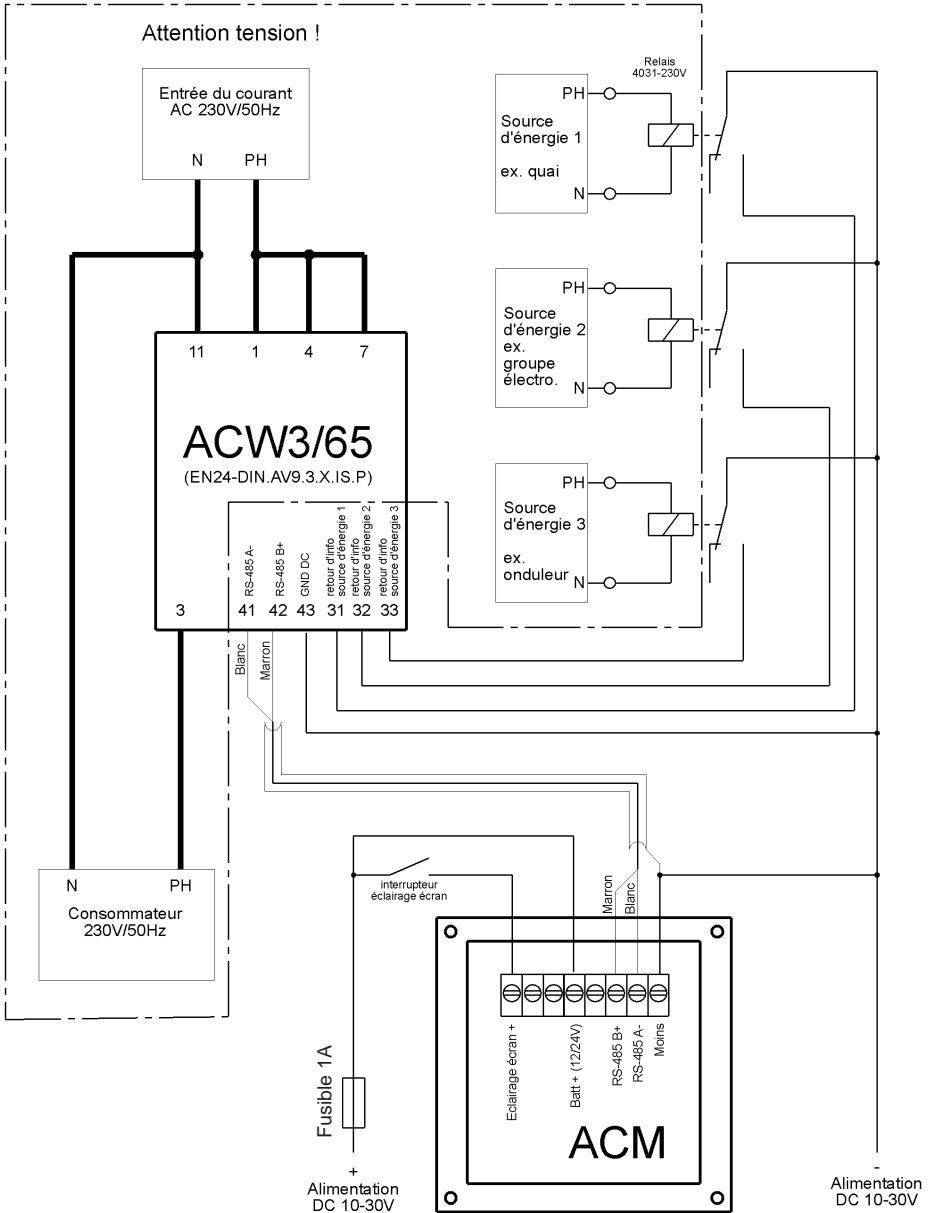 Attention tension !
Entrée du courant
AC 230V/50Hz
N
PH
Relais
4031-230V
PH
Source
d'énergie 1
ex. quai
N
PH
Source
d'énergie 2
ex.
groupe
électro.
N
PH
Source
d'énergie 3
ex.
onduleur
N
11
1
4
7
ACW3/65
(EN24-DIN.AV9.3.X.IS.P)
RS-485 A-
RS-485 B+
GND DC
retour d'info
source d'énergie 1
retour d'info
source d'énergie 2
retour d'info
source d'énergie 3
3
41
42
43
31
32
33
Blanc
Marron
N
PH
Consommateur
230V/50Hz
interrupteur
éclairage écran
Marron
Blanc
Eclairage écran +
Batt + (12/24V)
RS-485 B+
RS-485 A-
Moins
ACM
Fusible 1A
+
Alimentation
DC 10-30V
-
Alimentation
DC 10-30V